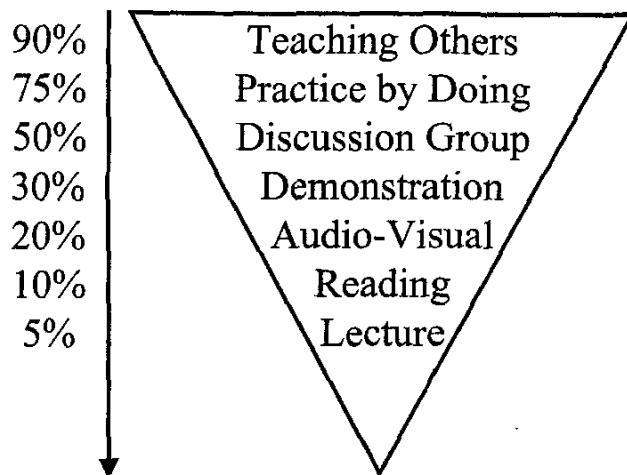 90% Teaching Others
75% Practice by Doing
50% Discussion Group
30% Demonstration
20% Audio-Visual
10% Reading
5% Lecture